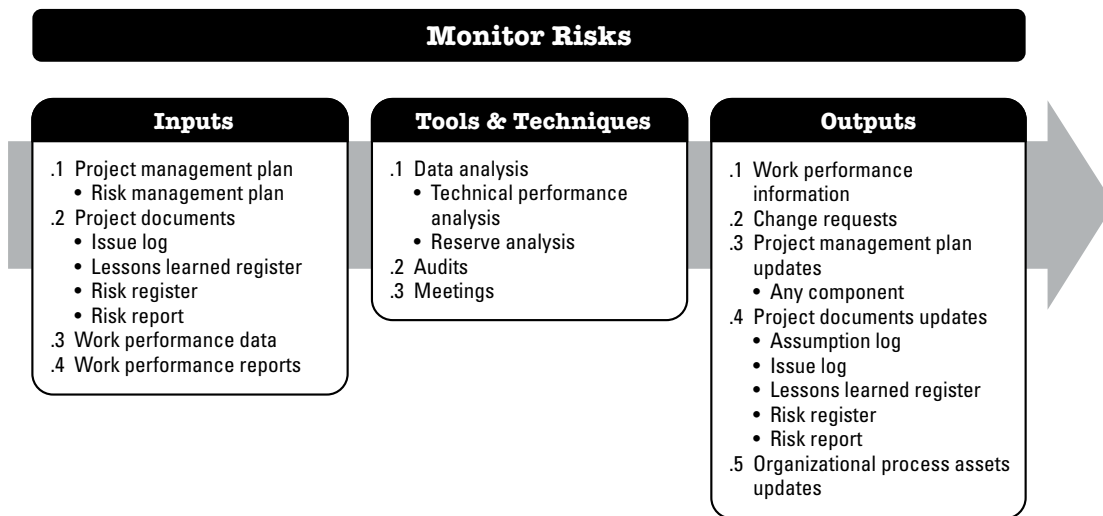 Monitor Risks
Inputs
.1 Project management plan
• Risk management plan
.2 Project documents
• Issue log
• Lessons learned register
• Risk register
• Risk report
.3 Work performance data
.4 Work performance reports
Tools & Techniques
.1 Data analysis
• Technical performance
analysis
• Reserve analysis
.2 Audits
.3 Meetings
Outputs
.1 Work performance
information
.2 Change requests
.3 Project management plan
updates
• Any component
.4 Project documents updates
• Assumption log
• Issue log
• Lessons learned register
• Risk register
• Risk report
.5 Organizational process assets
updates